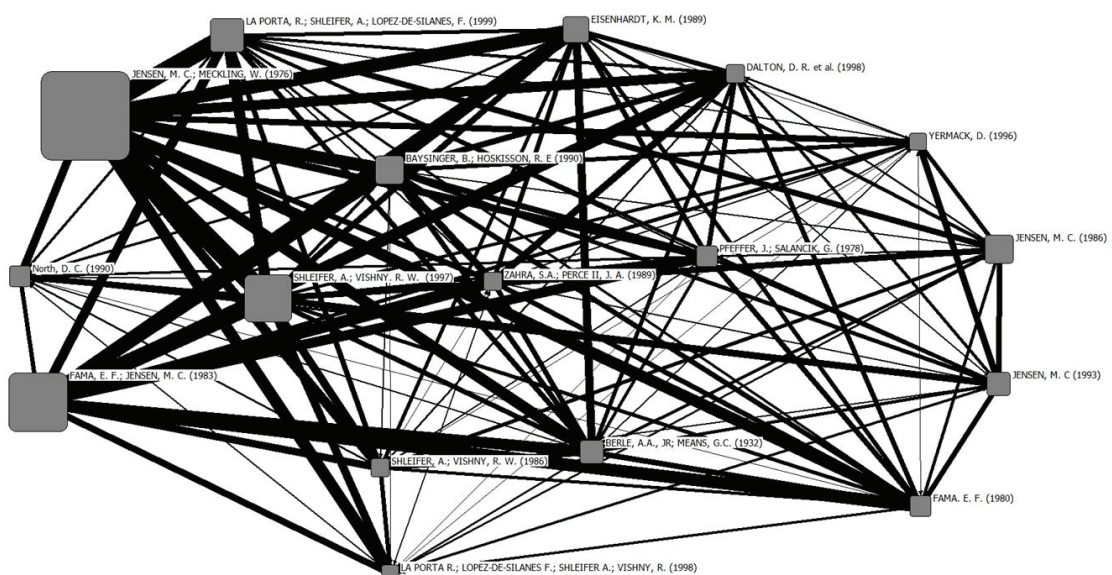 LA PORTA, R.; SHLEIFER, A.; LOPEZ-DE-SILANES, F. (1999)
EISENHARDT, K. M. (1989)
JENSEN, M. C.; MECKLING, W. (1976)
DALTON, D. R. et al. (1998)
YERMACK, D. (1996)
BAYSINGER, B.; HOSKISSON, R. E (1990)
JENSEN, M. C. (1986)
PFEFFER, J.; SALANCIK, G. (1978)
North, D. C. (1990)
SHLEIFER, A.; VISHNY, R. W. (1997)
ZAHRA, S.A.; PERCE II, J. A. (1989)
FAMA, E. F.; JENSEN, M. C. (1983)
JENSEN, M. C (1993)
BERLE, A.A., JR; MEANS, G.C. (1932)
SHLEIFER, A.; VISHNY, R. W. (1986)
FAMA. E. F. (1980)
LA PORTA R.; LOPEZ-DE-SILANES F.; SHLEIFER A.; VISHNY, R. (1998)